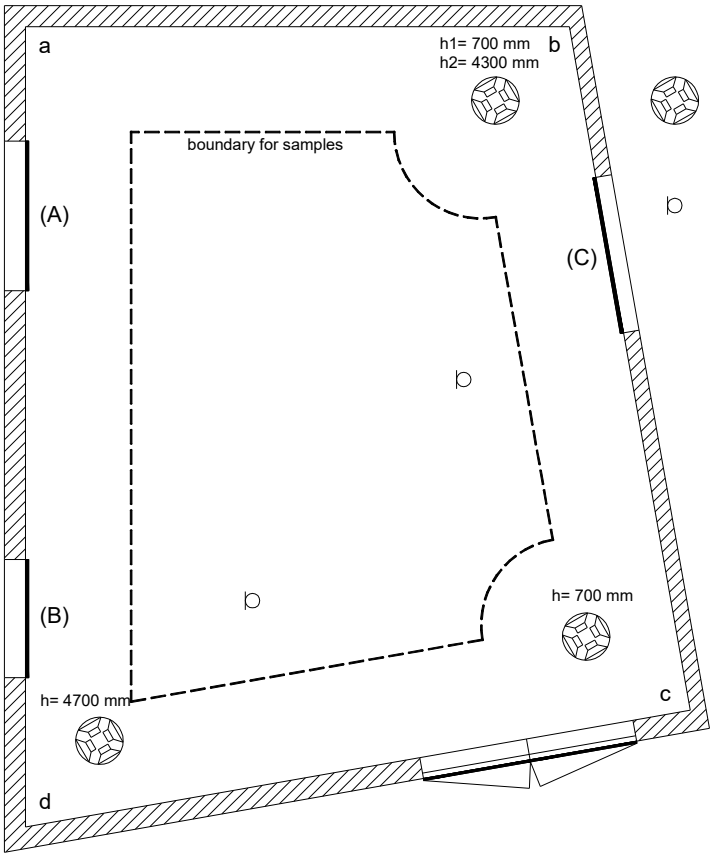 a
h1= 700 mm
h2= 4300 mm
b
boundary for samples
(A)
(C)
(B)
h= 700 mm
h= 4700 mm
c
d